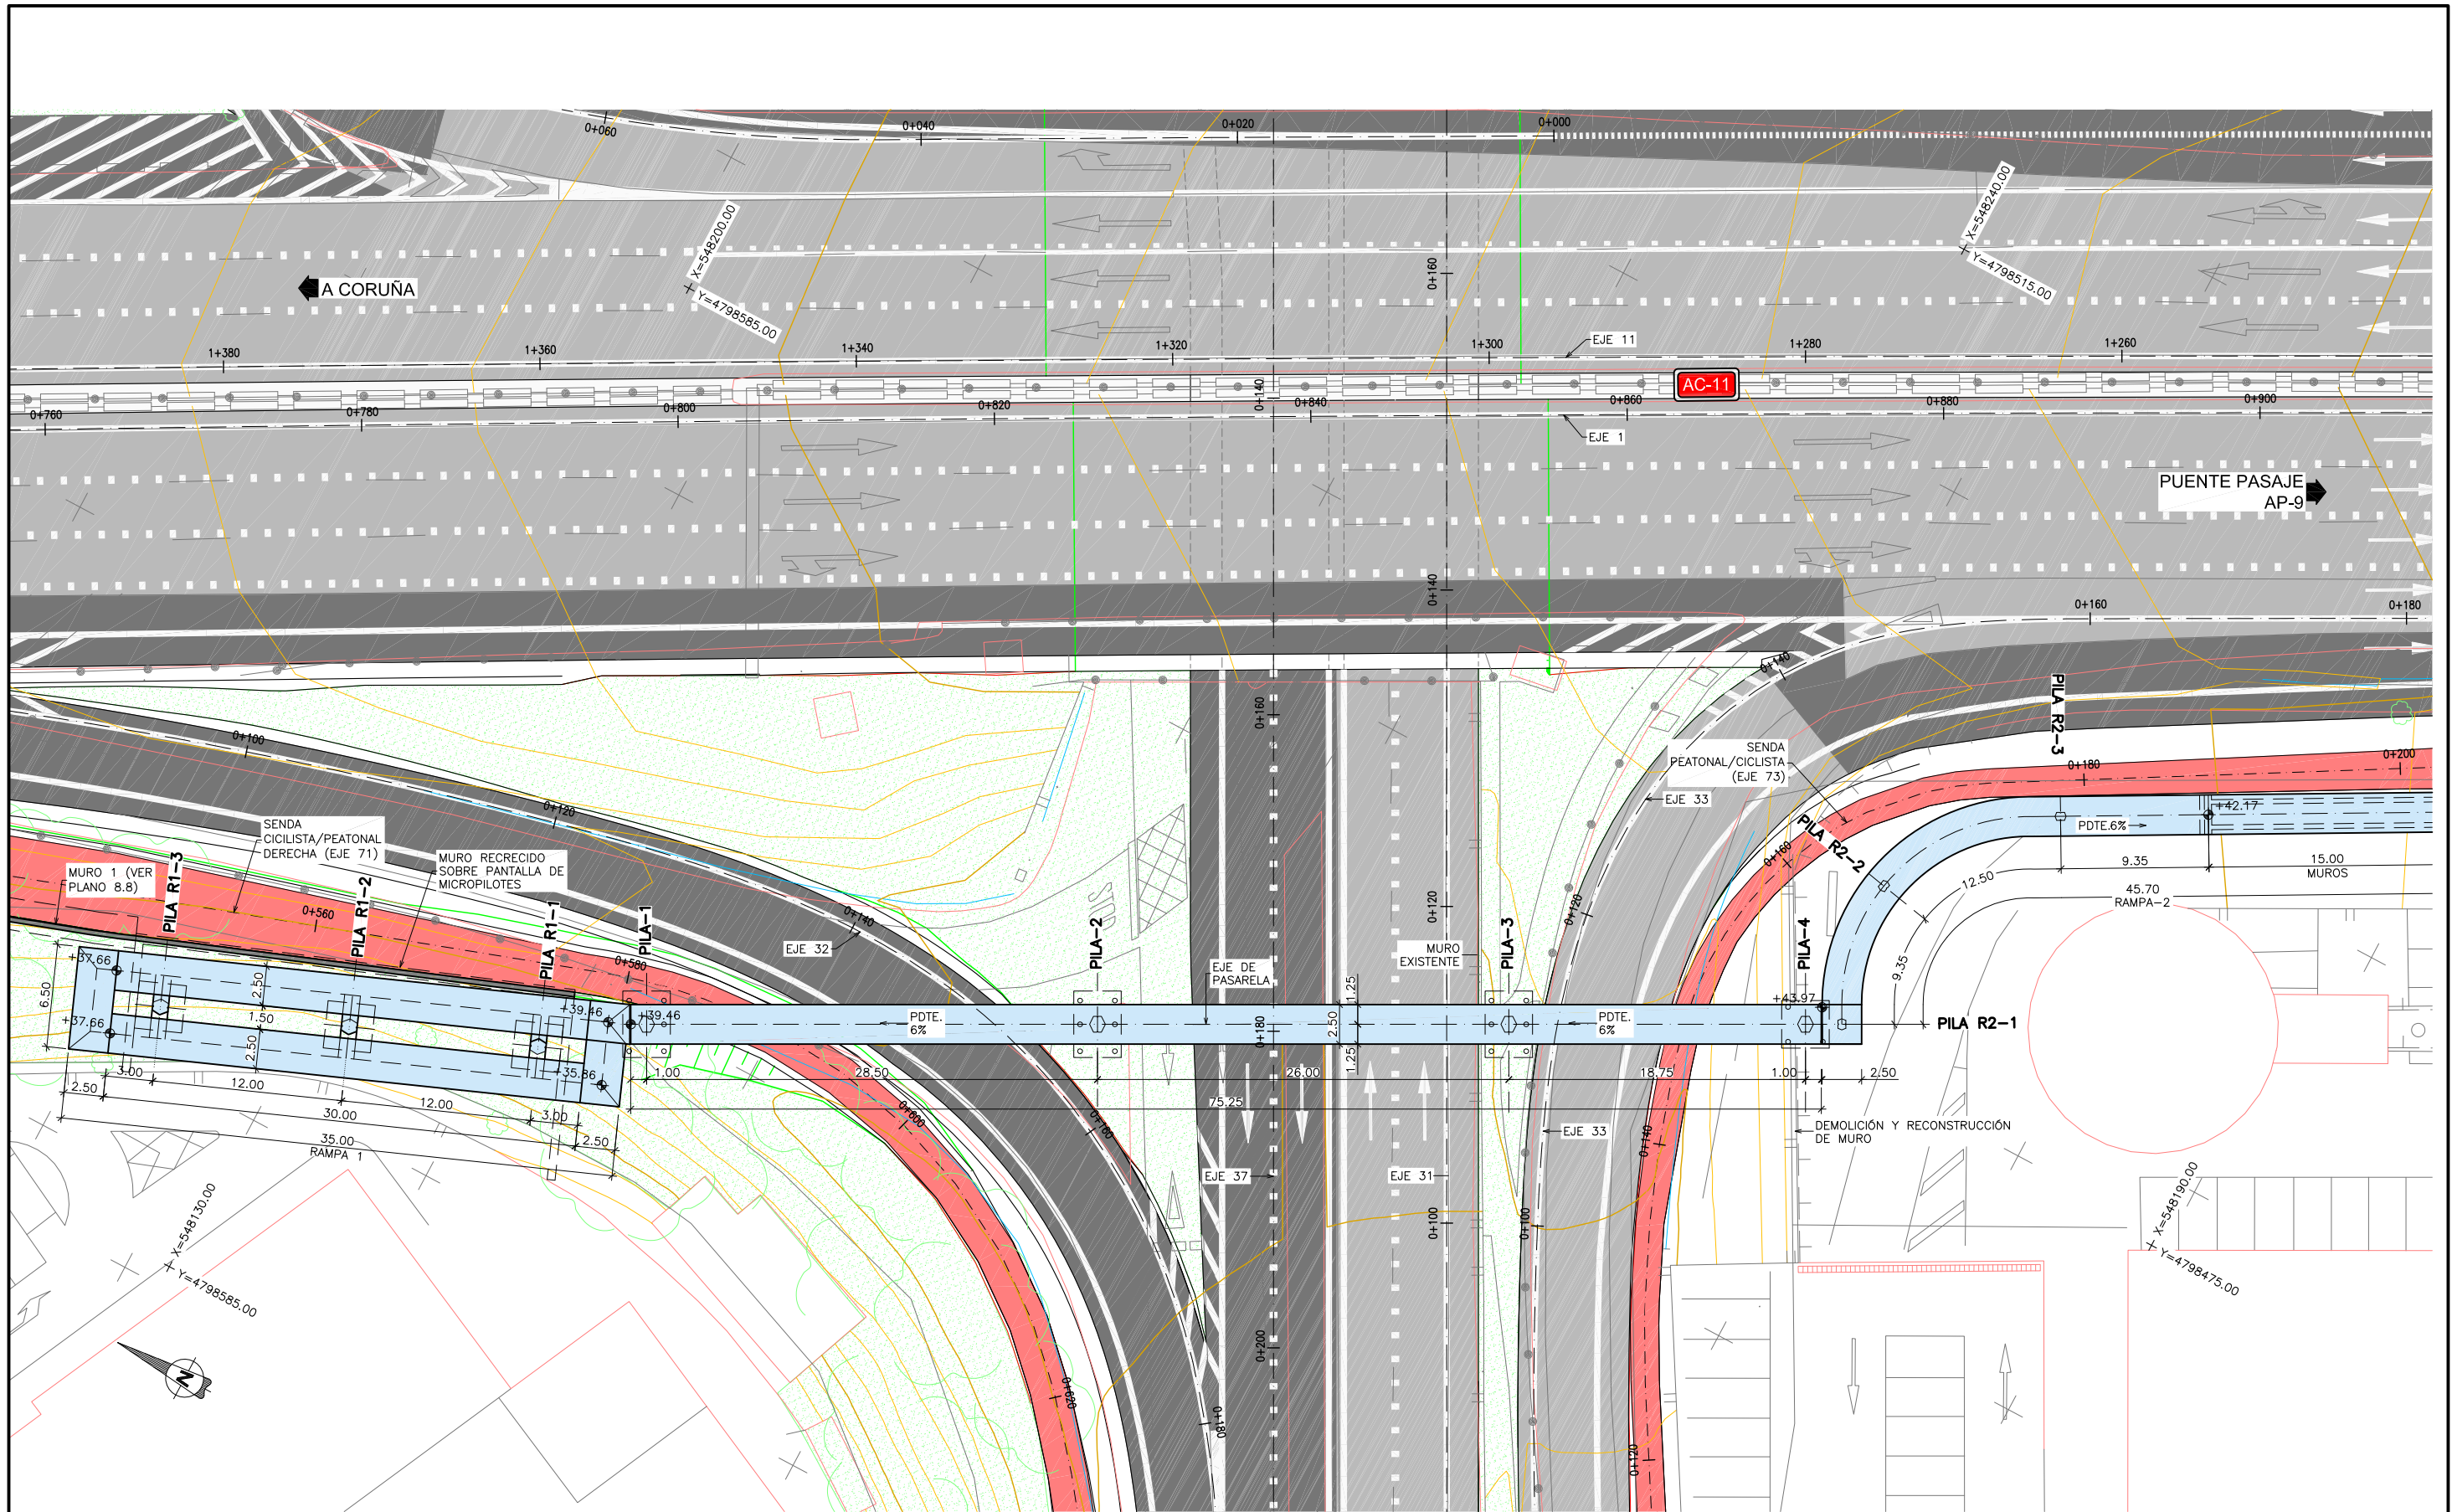 0+060
0+040
0+020
0+000
X=548200.00
Y=4798585.00
X=548240.00
Y=4798515.00
A CORUÑA
0+160
EJE 11
1+380
1+360
1+340
1+320
1+300
1+280
1+260
AC-11
0+760
0+780
0+800
0+820
0+140
0+840
0+860
0+880
0+900
EJE 1
PUENTE PASAJE
AP-9
0+140
0+160
0+180
0+140
0+100
0+160
PILA R2-3
SENDA
PEATONAL/CICLISTA
(EJE 73)
0+180
0+200
EJE 33
0+120
+42.17
PDTE.6%
SENDA
CICILISTA/PEATONAL
DERECHA (EJE 71)
MURO RECRECIDO
SOBRE PANTALLA DE
MICROPILOTES
MURO 1 (VER
PLANO 8.8)
PILA R1-3
PILA R1-2
PILA R1-1
PILA-1
PILA-2
PILA-3
PILA-4
PILA R2-2
0+160
9.35
15.00
MUROS
12.50
45.70
RAMPA-2
9.35
0+560
0+140
0+120
0+120
EJE 32
MURO
EXISTENTE
EJE DE
PASARELA
0+580
+37.66
+37.66
6.50
2.50
1.50
2.50
+39.46
+39.46
+35.86
PDTE.
6%
0+180
1.25
2.50
1.25
PDTE.
6%
+43.97
PILA R2-1
3.00
12.00
12.00
3.00
2.50
30.00
2.50
35.00
RAMPA 1
1.00
28.50
26.00
18.75
1.00
2.50
75.25
DEMOLICIÓN Y RECONSTRUCCIÓN
DE MURO
0+600
0+160
EJE 33
0+140
EJE 37
EJE 31
X=548130.00
Y=4798585.00
X=548190.00
Y=4798475.00
0+100
0+100
N
0+200
0+620
0+180
0+120
BUS